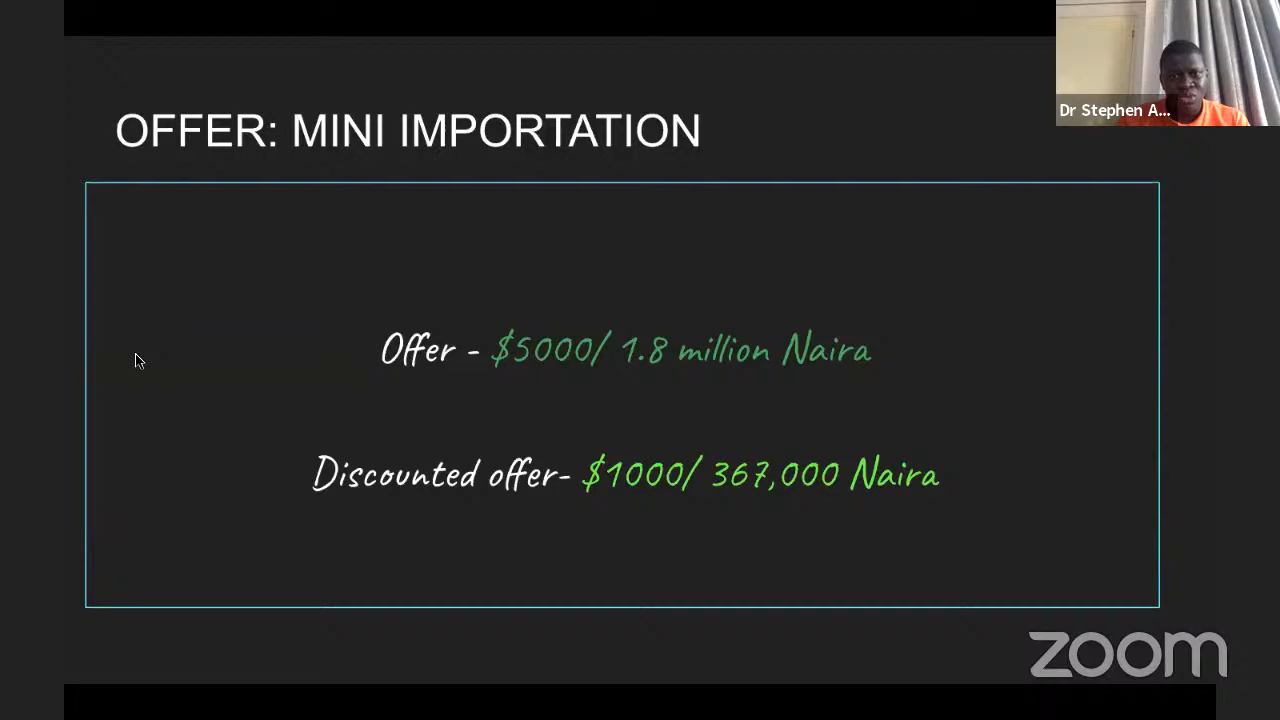 Dr Stephen A...
OFFER: MINI IMPORTATION
Offer - $5000/ 1.8 million Naira
Discounted offer- $1000/ 367,000 Naira
zoom